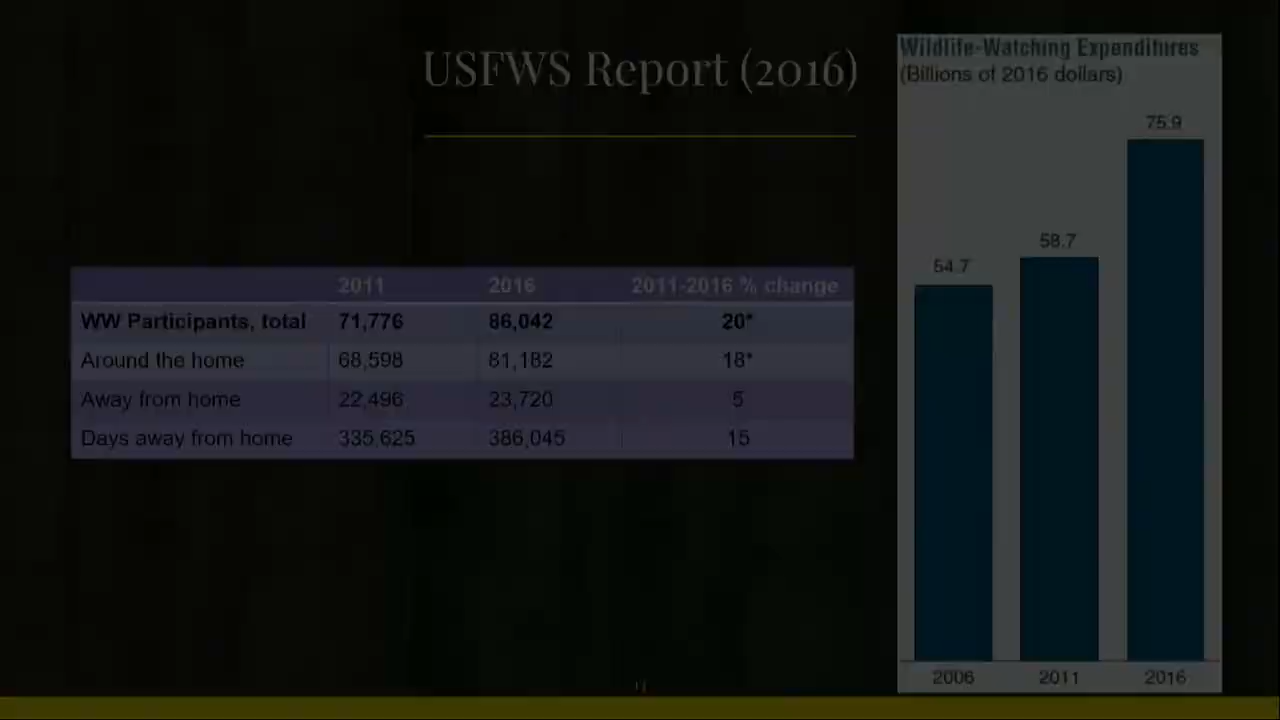 USFWS Report (2016)
2011 2016 2011-2016 % change
WW Participants, total 71,776 86,042 20*
Around the home 68,598 81,182 18*
Away from home 22,496 23,720 5
Days away from home 335,625 386,045 15
Wildlife-Watching Expenditures
(Billions of 2016 dollars)
75.9
58.7
54.7
2006 2011 2016